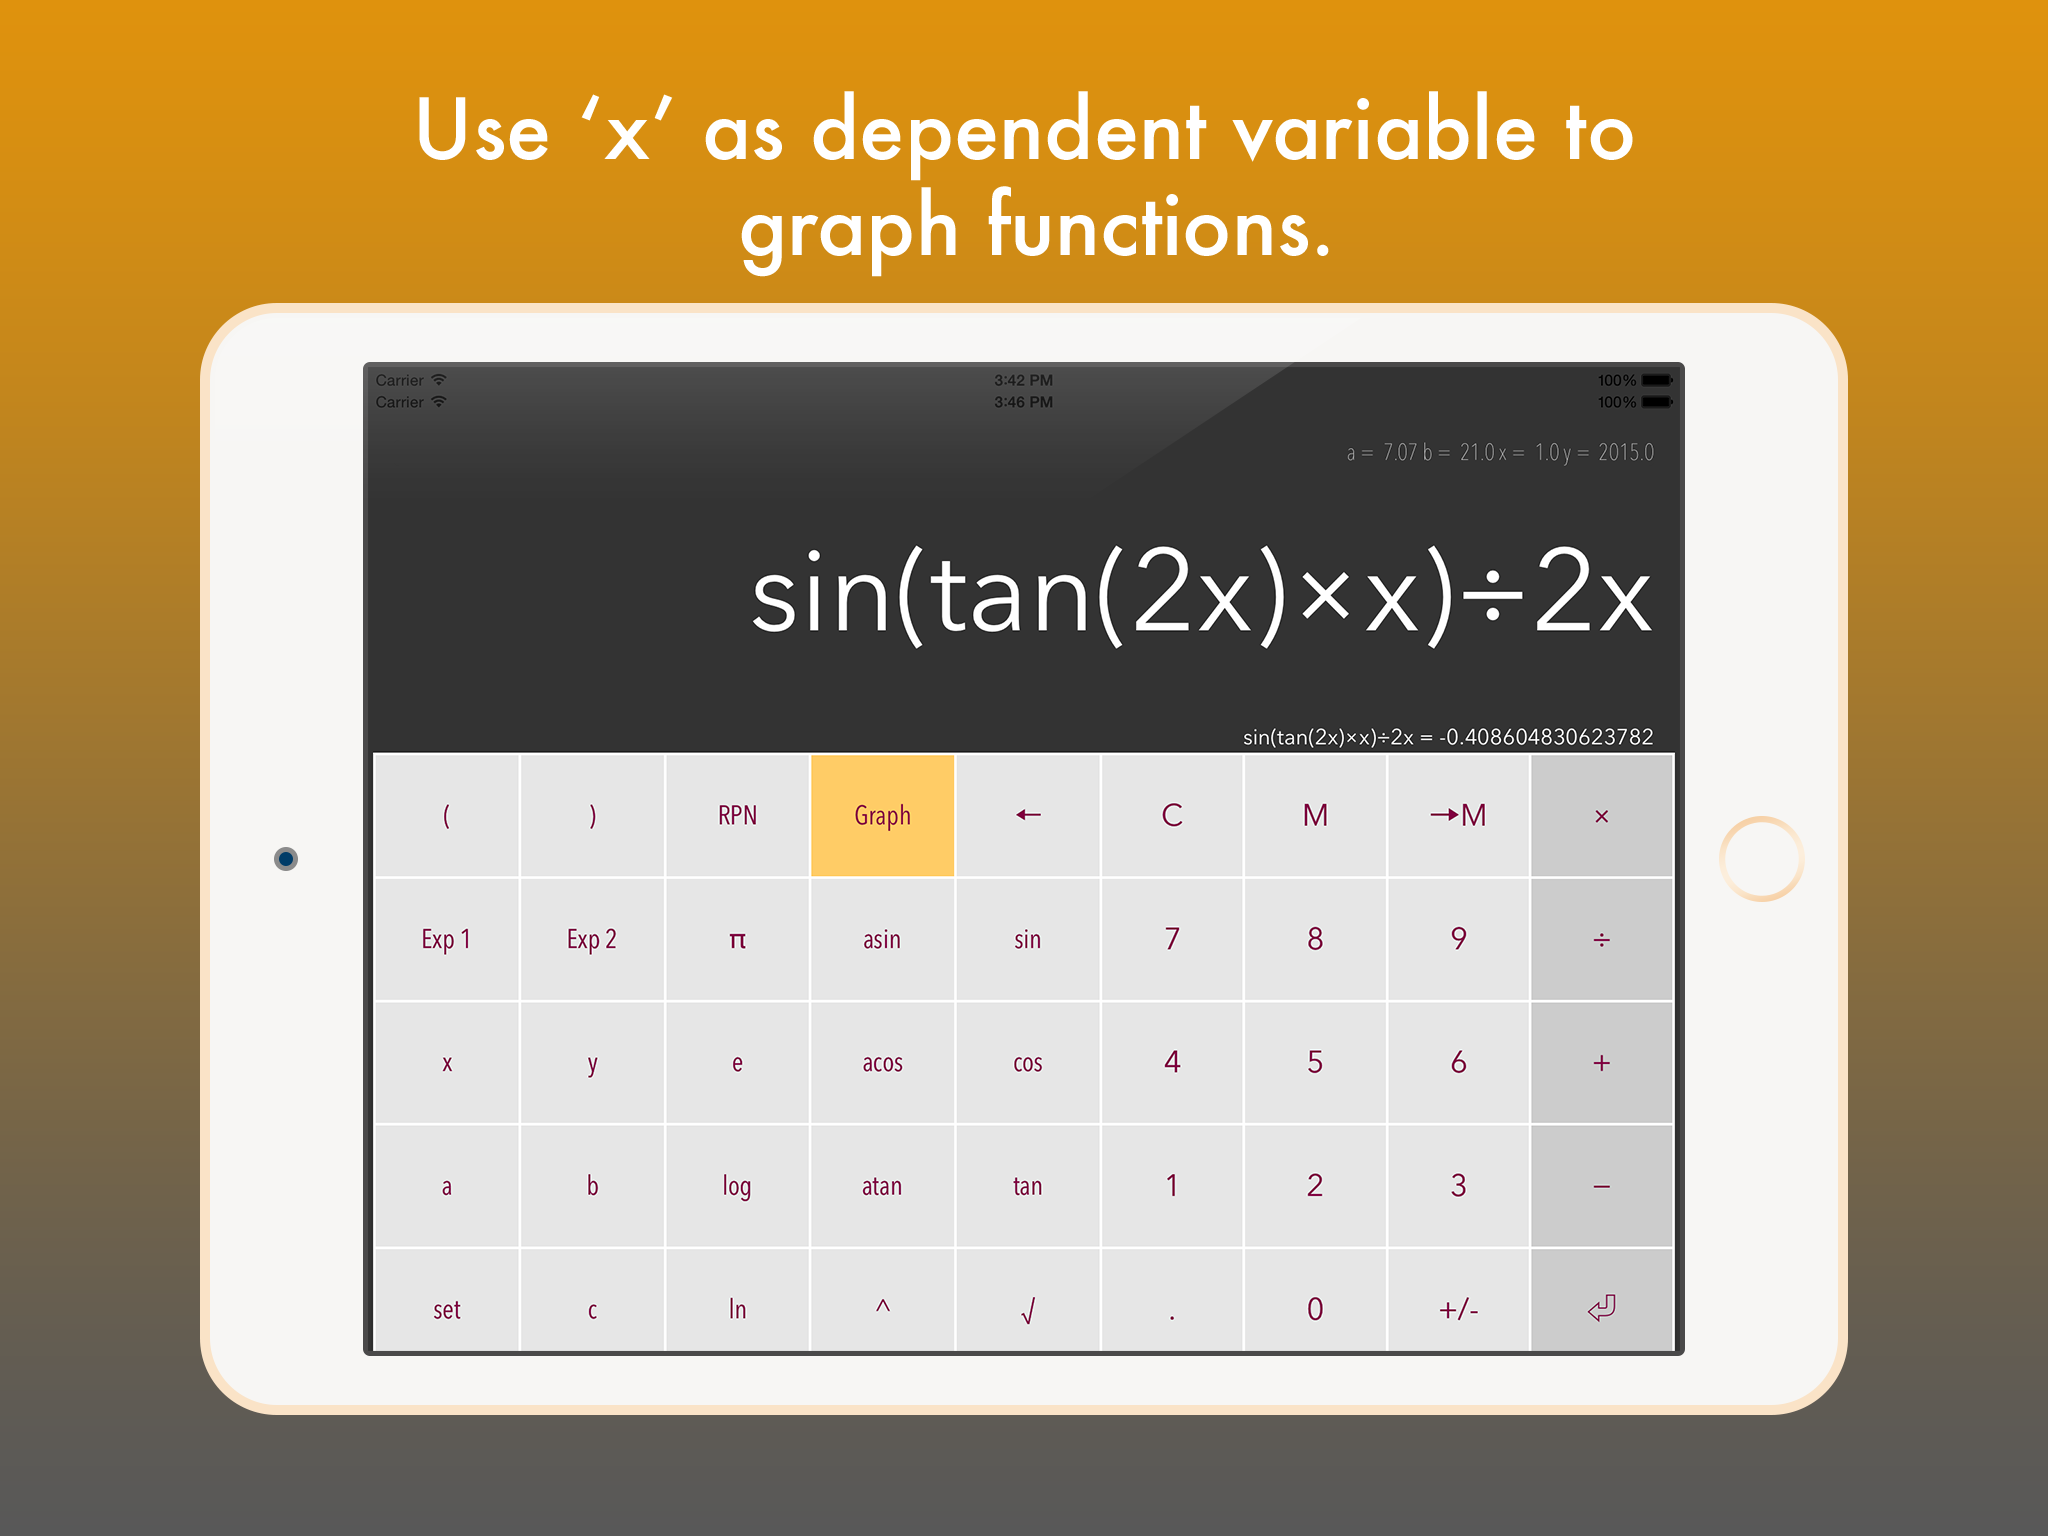 Use ‘x’ as dependent variable to
graph functions.
Carrier 3:42 PM 100%
Carrier 3:46 PM 100%
a = 7.07 b = 21.0 x = 1.0 y = 2015.0
sin(tan(2x)×x)÷2x
sin(tan(2x)×x)÷2x = -0.408604830623782
( ) RPN Graph ← C M →M ×
Exp 1 Exp 2 π asin sin 7 8 9 ÷
x y e acos cos 4 5 6 +
a b log atan tan 1 2 3 −
set c ln ^ √ . 0 +/-